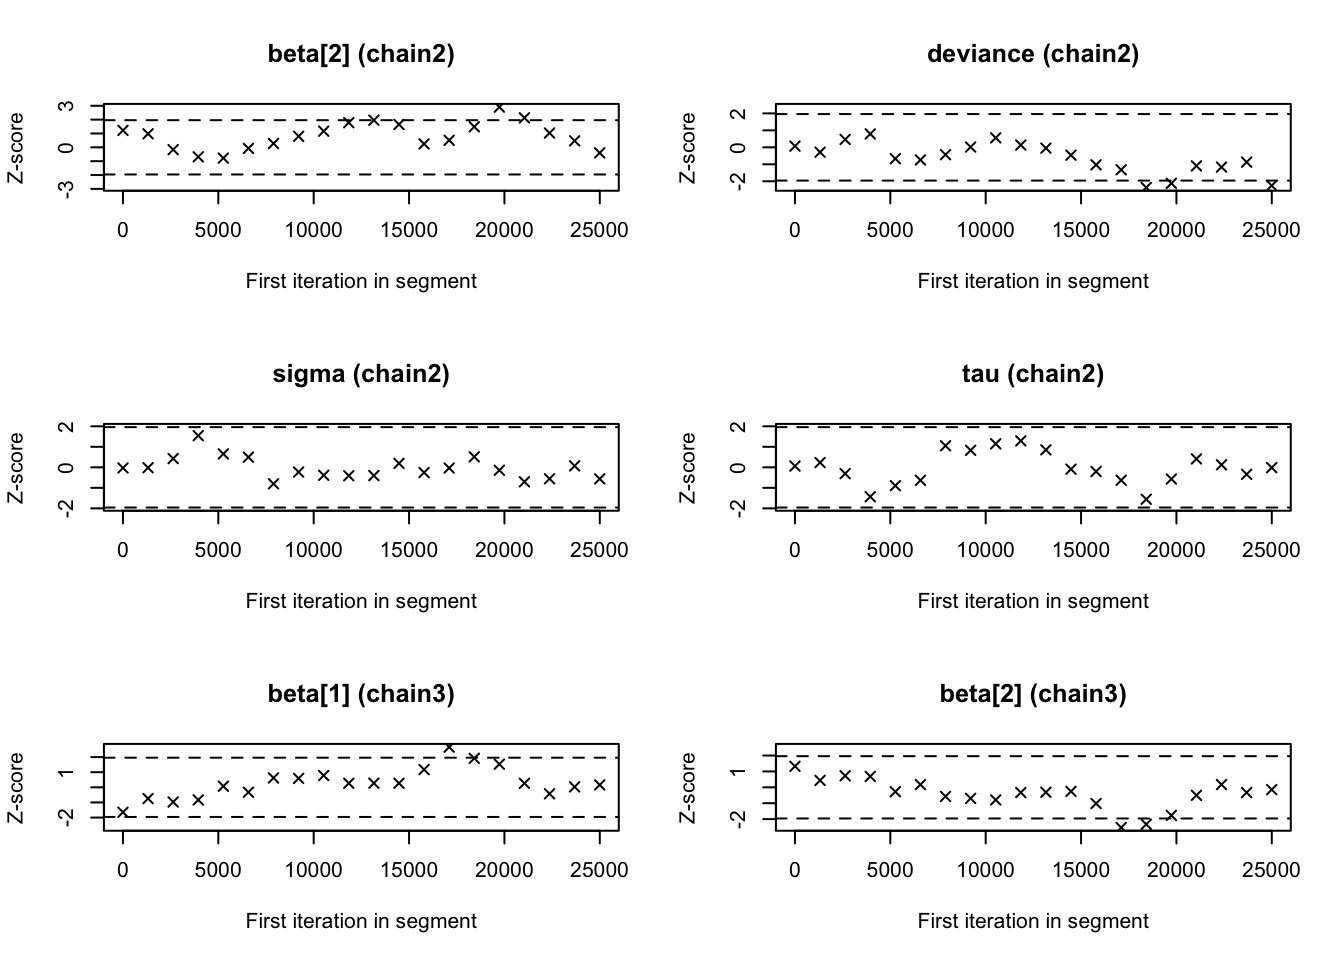 beta[2] (chain2)
Z-score
3
0
-3
0 5000 10000 15000 20000 25000
First iteration in segment
deviance (chain2)
Z-score
2
0
-2
0 5000 10000 15000 20000 25000
First iteration in segment
sigma (chain2)
Z-score
2
0
-2
0 5000 10000 15000 20000 25000
First iteration in segment
tau (chain2)
Z-score
2
0
-2
0 5000 10000 15000 20000 25000
First iteration in segment
beta[1] (chain3)
Z-score
1
-2
0 5000 10000 15000 20000 25000
First iteration in segment
beta[2] (chain3)
Z-score
1
-2
0 5000 10000 15000 20000 25000
First iteration in segment